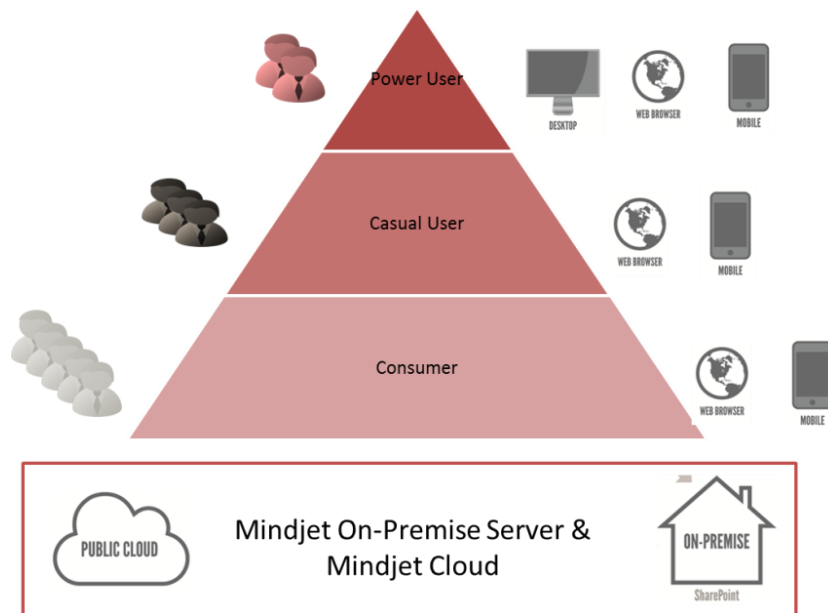 Power User
DESKTOP
WEB BROWSER
MOBILE
Casual User
WEB BROWSER
MOBILE
Consumer
WEB BROWSER
MOBILE
PUBLIC CLOUD
Mindjet On-Premise Server &
Mindjet Cloud
ON-PREMISE
SharePoint